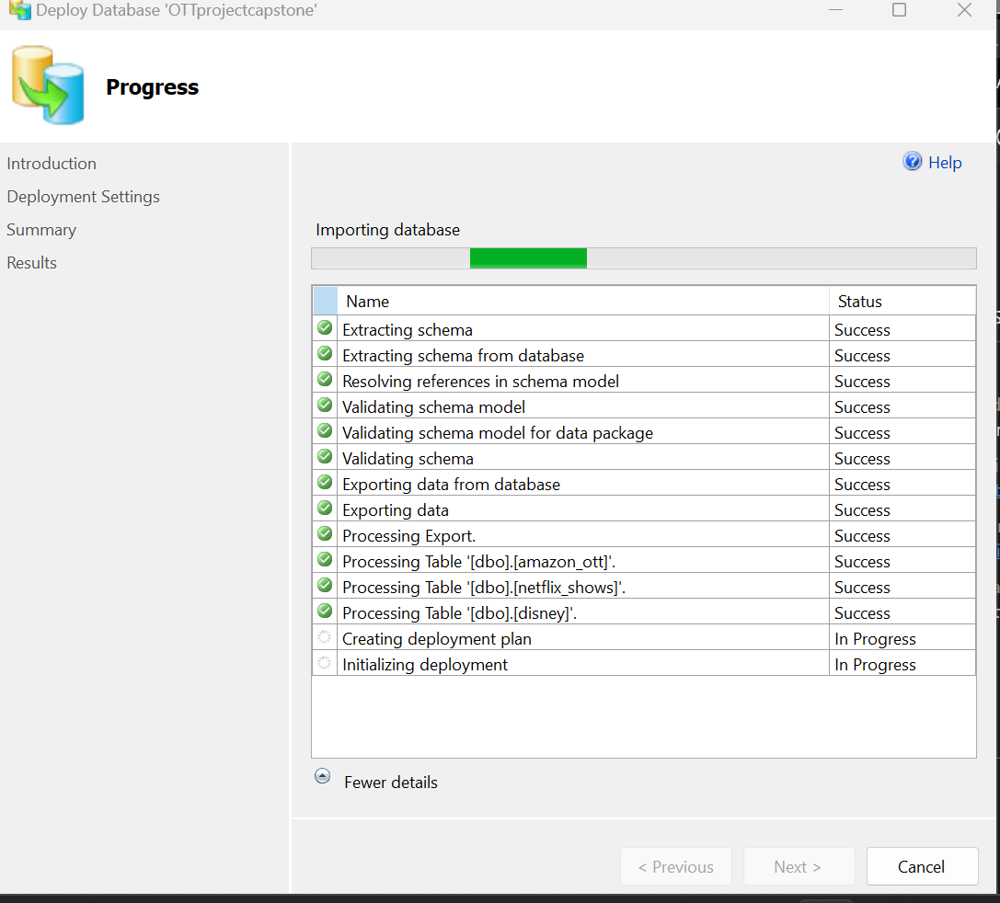 Deploy Database 'OTTprojectcapstone'
Progress
Introduction
Deployment Settings
Summary
Results
Help
Importing database
Name Status
Extracting schema Success
Extracting schema from database Success
Resolving references in schema model Success
Validating schema model Success
Validating schema model for data package Success
Validating schema Success
Exporting data from database Success
Exporting data Success
Processing Export. Success
Processing Table '[dbo].[amazon_ott]'. Success
Processing Table '[dbo].[netflix_shows]'. Success
Processing Table '[dbo].[disney]'. Success
Creating deployment plan In Progress
Initializing deployment In Progress
Fewer details
< Previous Next > Cancel